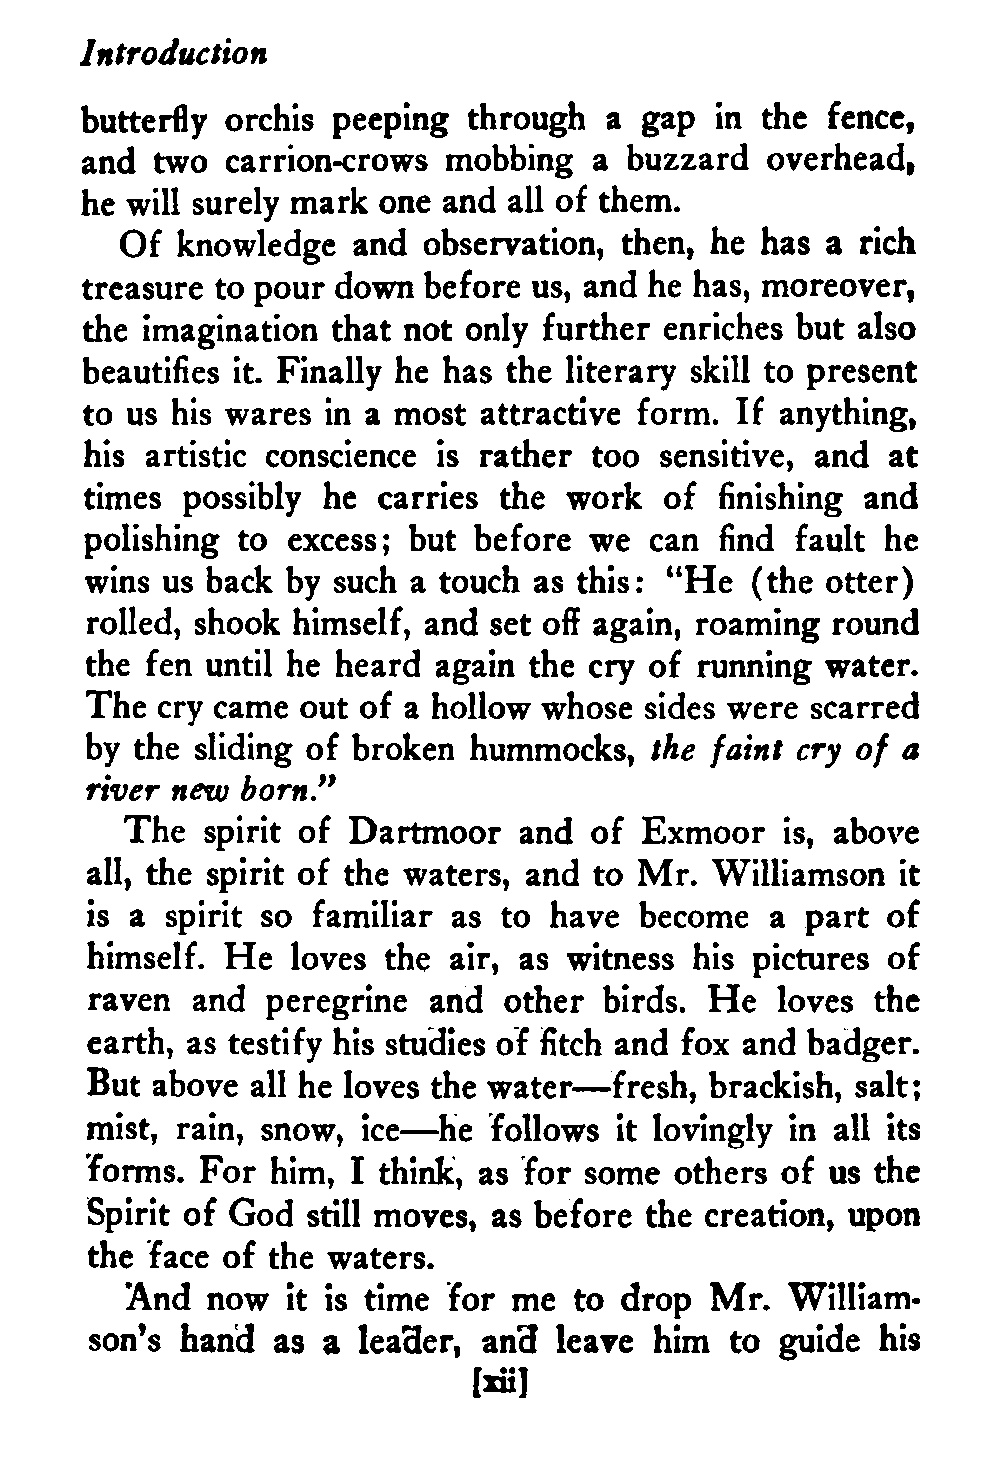 Introduction
butterfly orchis peeping through a gap in the fence,
and two carrion-crows mobbing a buzzard overhead,
he will surely mark one and all of them.
Of knowledge and observation, then, he has a rich
treasure to pour down before us, and he has, moreover,
the imagination that not only further enriches but also
beautifies it. Finally he has the literary skill to present
to us his wares in a most attractive form. If anything,
his artistic conscience is rather too sensitive, and at
times possibly he carries the work of finishing and
polishing to excess; but before we can find fault he
wins us back by such a touch as this: “He (the otter)
rolled, shook himself, and set off again, roaming round
the fen until he heard again the cry of running water.
The cry came out of a hollow whose sides were scarred
by the sliding of broken hummocks, the faint cry of a
river new born.”
The spirit of Dartmoor and of Exmoor is, above
all, the spirit of the waters, and to Mr. Williamson it
is a spirit so familiar as to have become a part of
himself. He loves the air, as witness his pictures of
raven and peregrine and other birds. He loves the
earth, as testify his studies of fitch and fox and badger.
But above all he loves the water—fresh, brackish, salt;
mist, rain, snow, ice—he follows it lovingly in all its
forms. For him, I think, as for some others of us the
Spirit of God still moves, as before the creation, upon
the face of the waters.
And now it is time for me to drop Mr. William-
son's hand as a leader, and leave him to guide his
[xii]